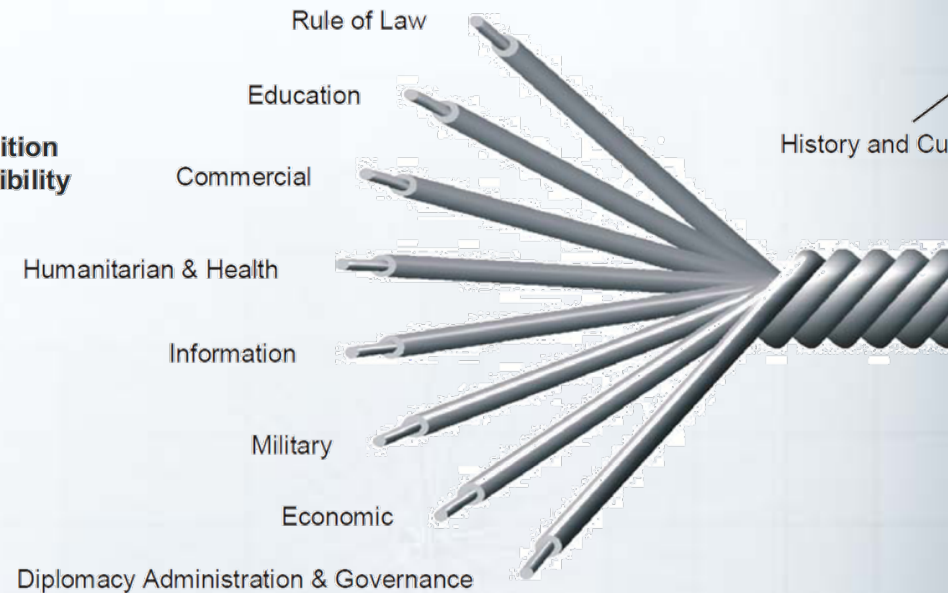 Rule of Law
Education
ition
ibility
History and Cu
Commercial
Humanitarian & Health
Information
Military
Economic
Diplomacy Administration & Governance